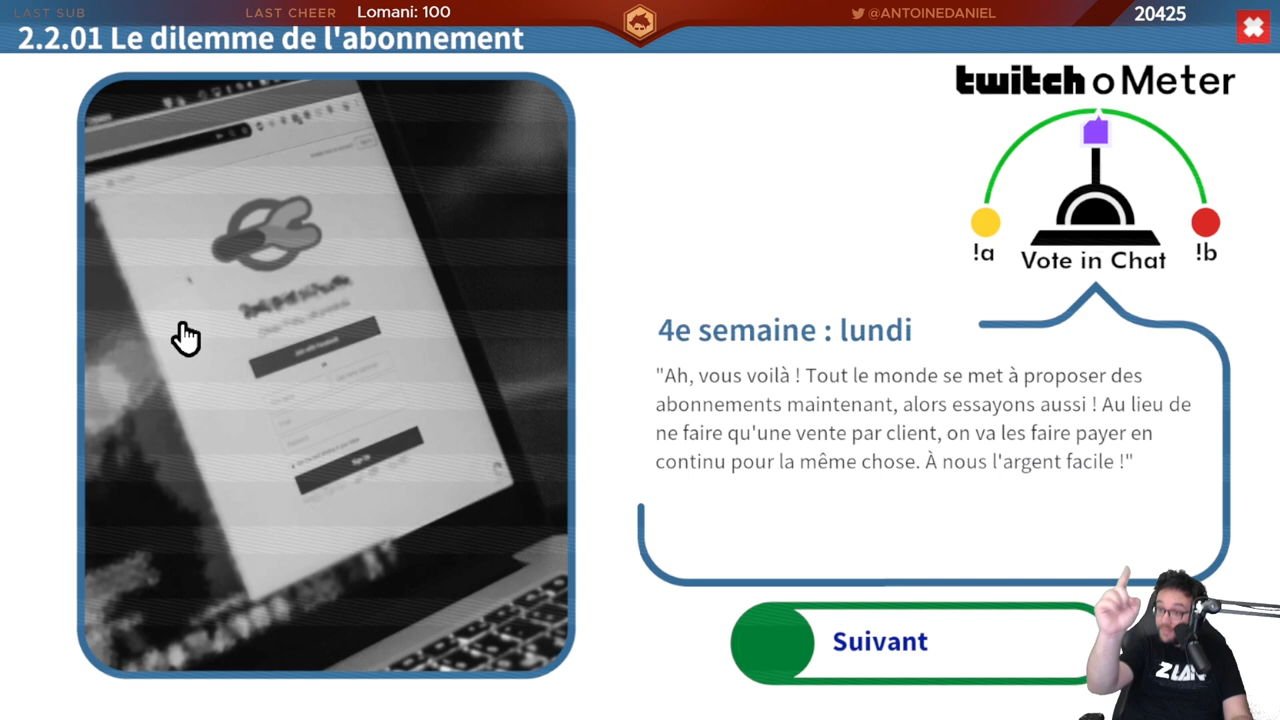 LAST SUB
LAST CHEER Lomani: 100
@ANTOINEDANIEL
20425
2.2.01 Le dilemme de l'abonnement
twitch o Meter
!a
Vote in Chat
!b
4e semaine : lundi
"Ah, vous voilà ! Tout le monde se met à proposer des
abonnements maintenant, alors essayons aussi ! Au lieu de
ne faire qu'une vente par client, on va les faire payer en
continu pour la même chose. À nous l'argent facile !"
Suivant
Sign In